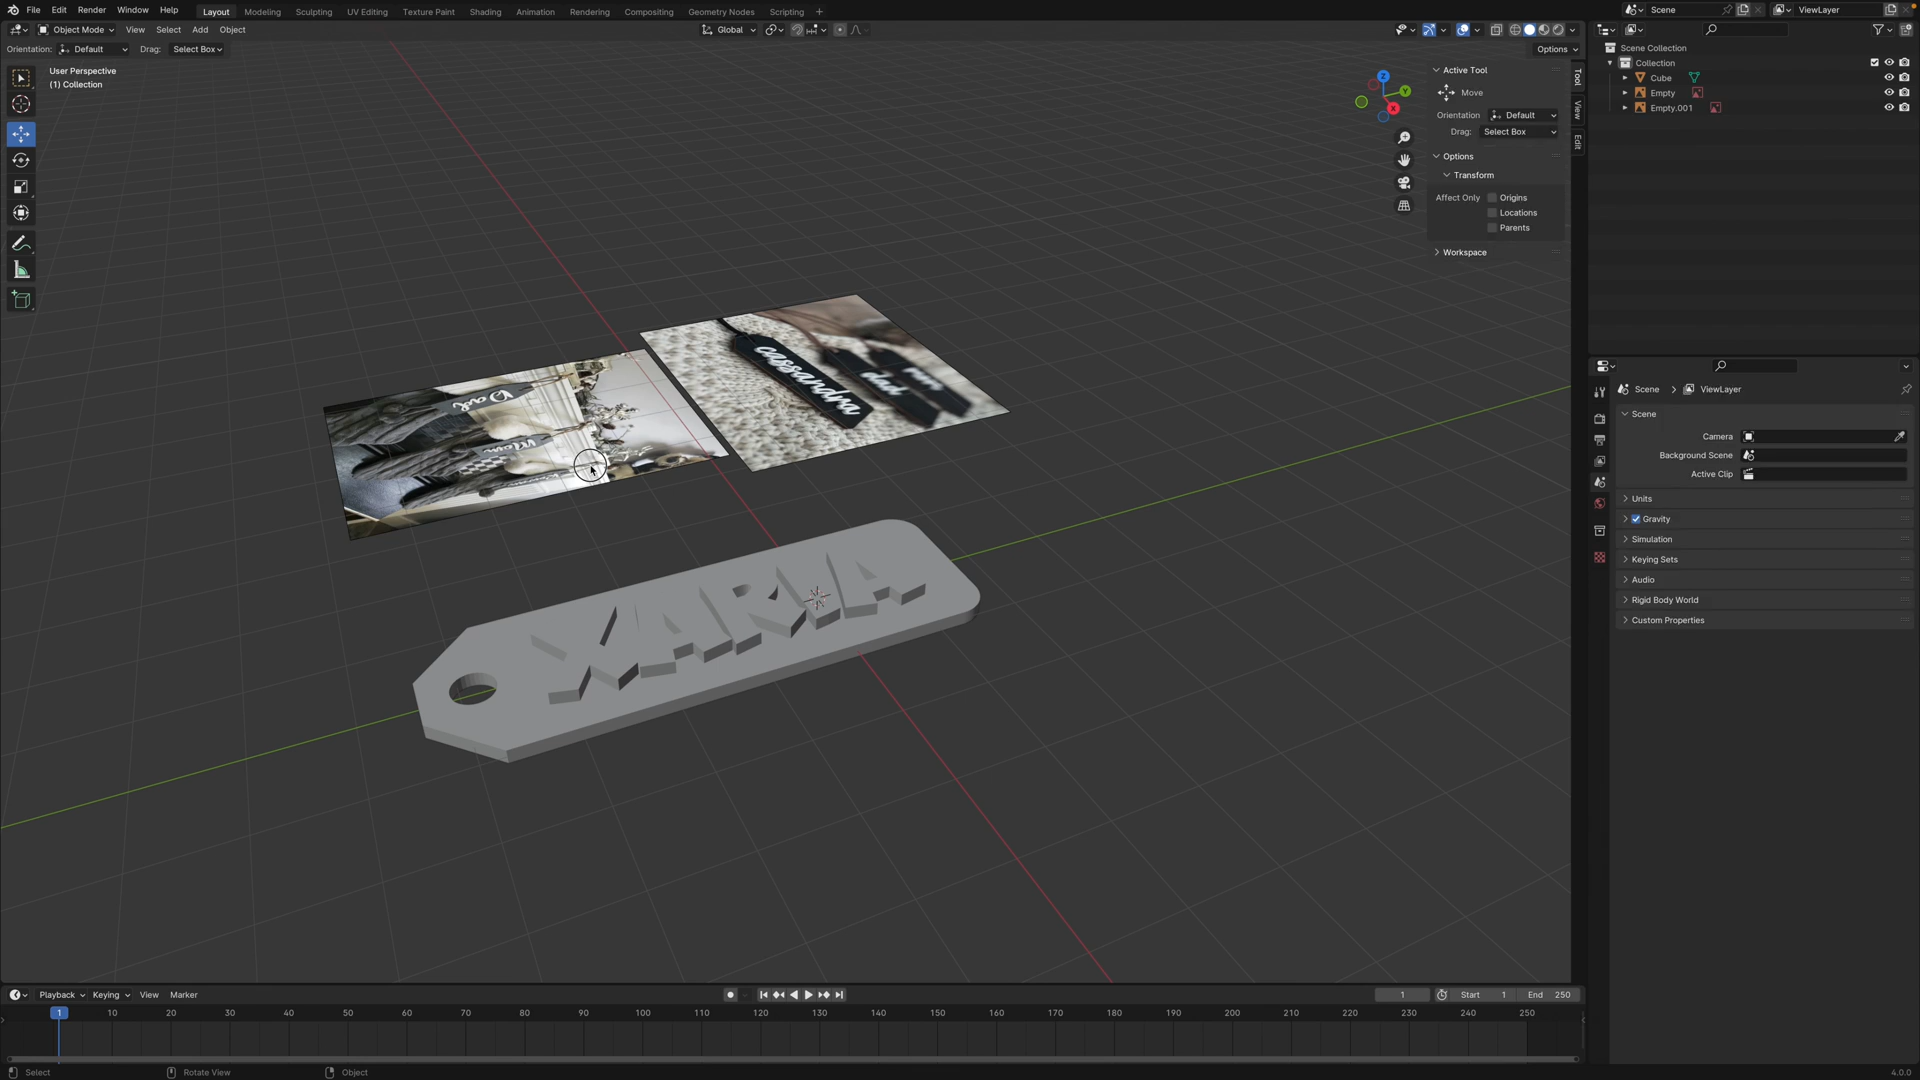 File Edit Render Window Help Layout Modeling Sculpting UV Editing Texture Paint Shading Animation Rendering Compositing Geometry Nodes Scripting + Scene ViewLayer
Object Mode View Select Add Object Global
Orientation: Default Drag: Select Box Options
User Perspective
(1) Collection
Z
Y
X
Active Tool
Move
Orientation Default
Drag: Select Box
Options
Transform
Affect Only Origins
Locations
Parents
Workspace
Tool
View
Edit
Scene Collection
Collection
Cube
Empty
Empty.001
Scene ViewLayer
Scene
Camera
Background Scene
Active Clip
Units
Gravity
Simulation
Keying Sets
Audio
Rigid Body World
Custom Properties
cassandra
dad
Dad
Playback Keying View Marker 1 Start 1 End 250
1 10 20 30 40 50 60 70 80 90 100 110 120 130 140 150 160 170 180 190 200 210 220 230 240 250
Select Rotate View Object 4.0.0